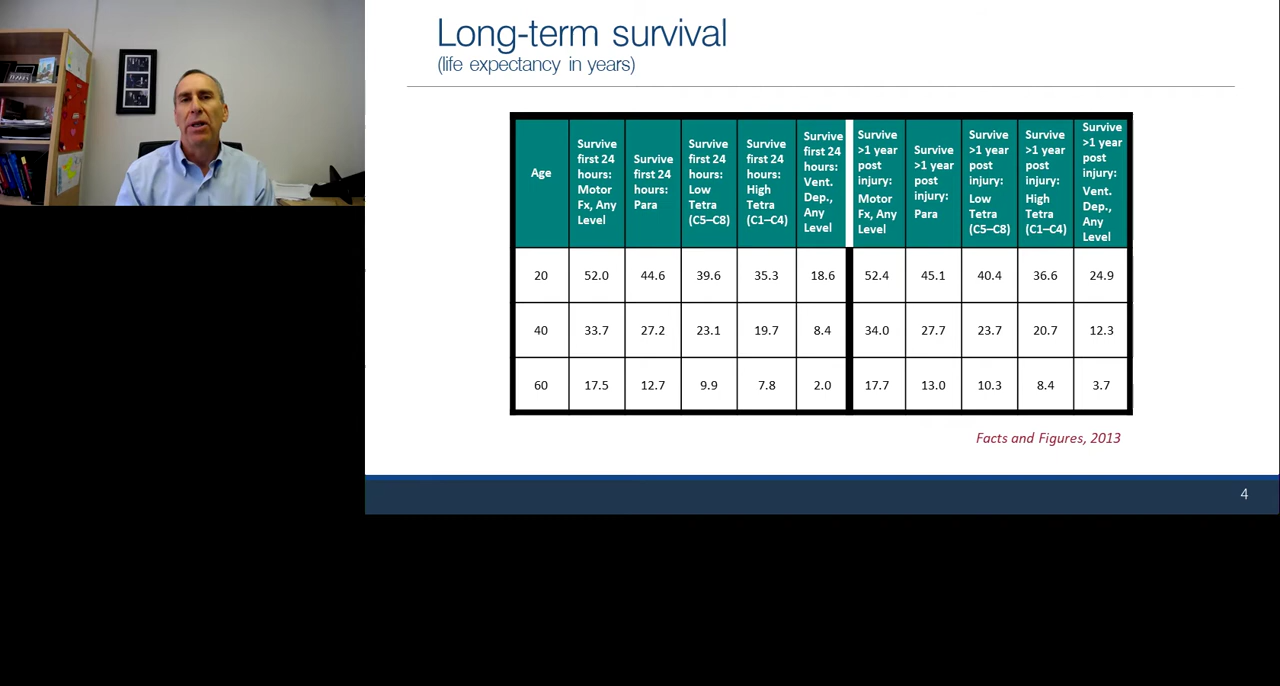 Long-term survival
(life expectancy in years)
Age
Survive
first 24
hours:
Motor
Fx, Any
Level
Survive
first 24
hours:
Para
Survive
first 24
hours:
Low
Tetra
(C5–C8)
Survive
first 24
hours:
High
Tetra
(C1–C4)
Survive
first 24
hours:
Vent.
Dep.,
Any
Level
Survive
>1 year
post
injury:
Motor
Fx, Any
Level
Survive
>1 year
post
injury:
Para
Survive
>1 year
post
injury:
Low
Tetra
(C5–C8)
Survive
>1 year
post
injury:
High
Tetra
(C1–C4)
Survive
>1 year
post
injury:
Vent.
Dep.,
Any
Level
20 52.0 44.6 39.6 35.3 18.6 52.4 45.1 40.4 36.6 24.9
40 33.7 27.2 23.1 19.7 8.4 34.0 27.7 23.7 20.7 12.3
60 17.5 12.7 9.9 7.8 2.0 17.7 13.0 10.3 8.4 3.7
Facts and Figures, 2013
4